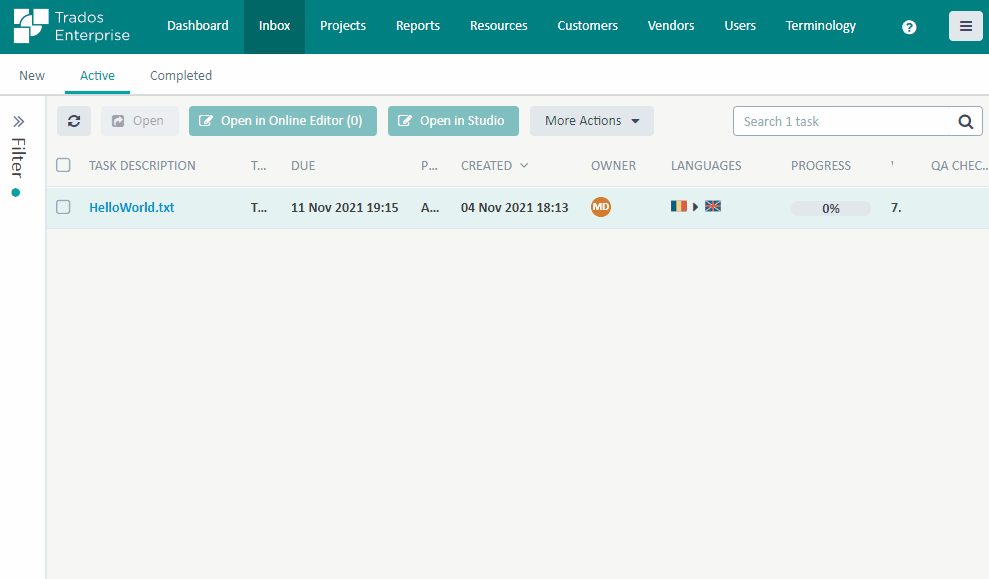 Trados
Enterprise
Dashboard Inbox Projects Reports Resources Customers Vendors Users Terminology
New Active Completed
Filter
Open Open in Online Editor (0) Open in Studio More Actions Search 1 task
TASK DESCRIPTION T... DUE P... CREATED OWNER LANGUAGES PROGRESS QA CHEC...
HelloWorld.txt T... 11 Nov 2021 19:15 A... 04 Nov 2021 18:13 MD 0% 7.